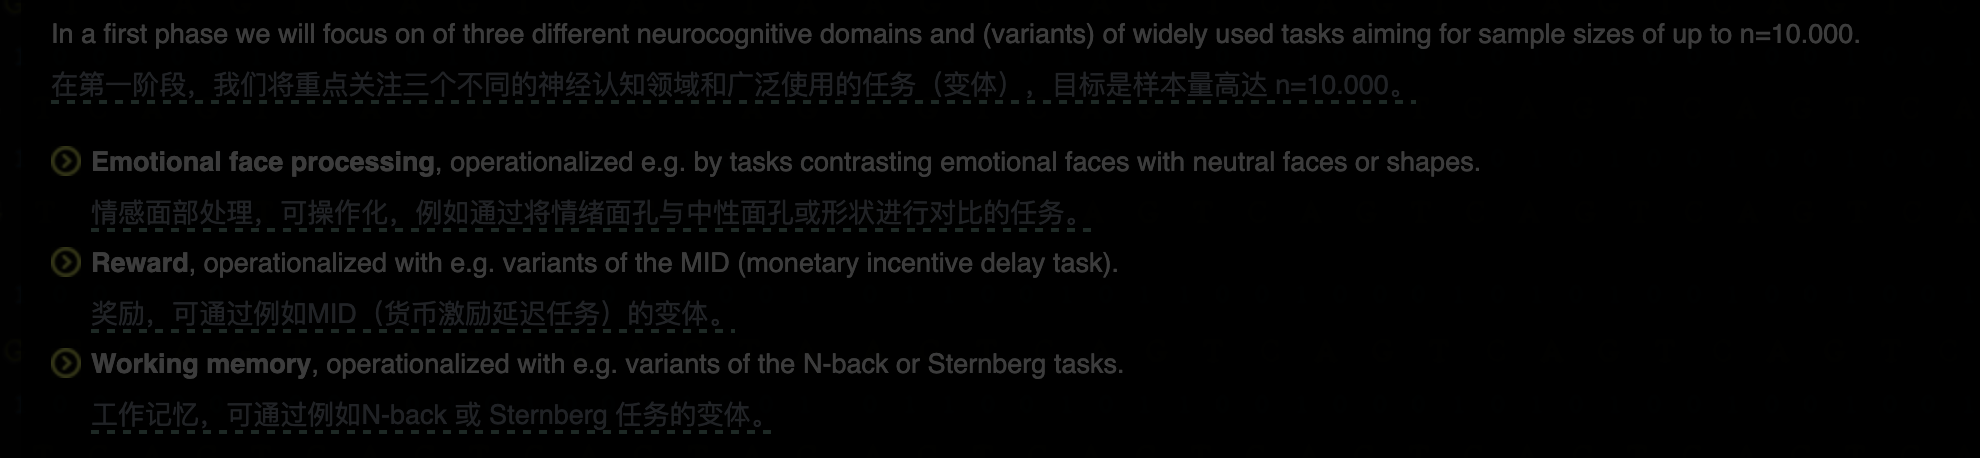 In a first phase we will focus on of three different neurocognitive domains and (variants) of widely used tasks aiming for sample sizes of up to n=10.000.
在第一阶段，我们将重点关注三个不同的神经认知领域和广泛使用的任务（变体），目标是样本量高达 n=10.000。
Emotional face processing, operationalized e.g. by tasks contrasting emotional faces with neutral faces or shapes.
情感面部处理，可操作化，例如通过将情绪面孔与中性面孔或形状进行对比的任务。
Reward, operationalized with e.g. variants of the MID (monetary incentive delay task).
奖励，可通过例如MID（货币激励延迟任务）的变体。
Working memory, operationalized with e.g. variants of the N-back or Sternberg tasks.
工作记忆，可通过例如N-back 或 Sternberg 任务的变体。